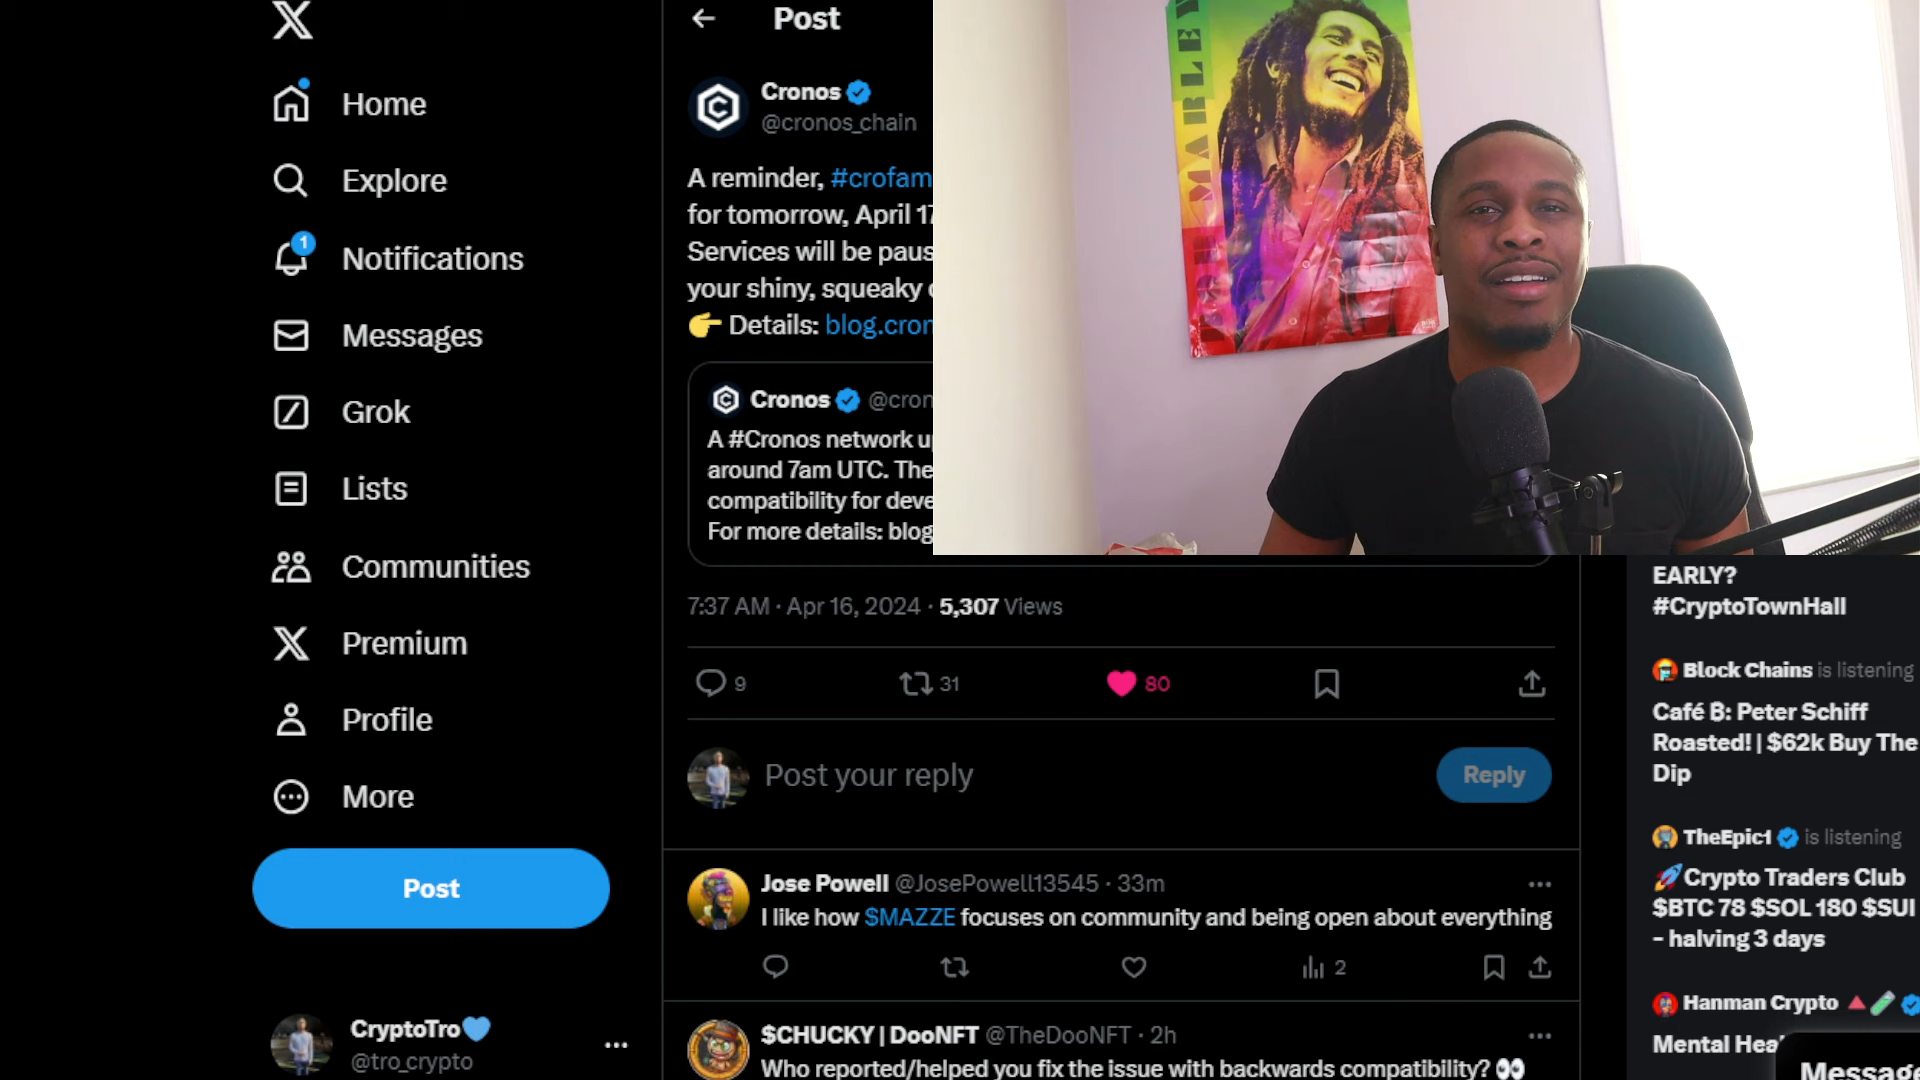 Home
Explore
1
Notifications
Messages
Grok
Lists
Communities
Premium
Profile
More
Post
CryptoTro
@tro_crypto
Post
Cronos
@cronos_chain
A reminder, #crofam
for tomorrow, April 17
Services will be paus
your shiny, squeaky
Details: blog.cron
Cronos @cron
A #Cronos network u
around 7am UTC. The
compatibility for deve
For more details: blog
7:37 AM · Apr 16, 2024 · 5,307 Views
9 31 80
Post your reply
Reply
Jose Powell @JosePowell13545 · 33m
I like how $MAZZE focuses on community and being open about everything
2
$CHUCKY | DooNFT @TheDooNFT · 2h
Who reported/helped you fix the issue with backwards compatibility?
MARLEY
EARLY?
#CryptoTownHall
Block Chains is listening
Café ₿: Peter Schiff
Roasted! | $62k Buy The
Dip
TheEpic1 is listening
Crypto Traders Club
$BTC 78 $SOL 180 $SUI
- halving 3 days
Hanman Crypto
Mental Hea
Message